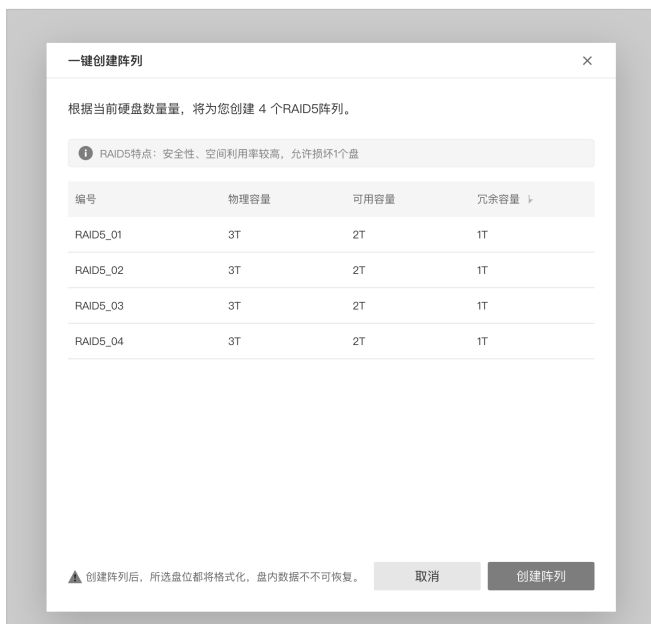 一键创建阵列
根据当前硬盘数量量，将为您创建 4 个RAID5阵列。
RAID5特点：安全性、空间利用率较高，允许损坏1个盘
编号 物理容量 可用容量 冗余容量
RAID5_01 3T 2T 1T
RAID5_02 3T 2T 1T
RAID5_03 3T 2T 1T
RAID5_04 3T 2T 1T
创建阵列后，所选盘位都将格式化，盘内数据不不可恢复。 取消 创建阵列